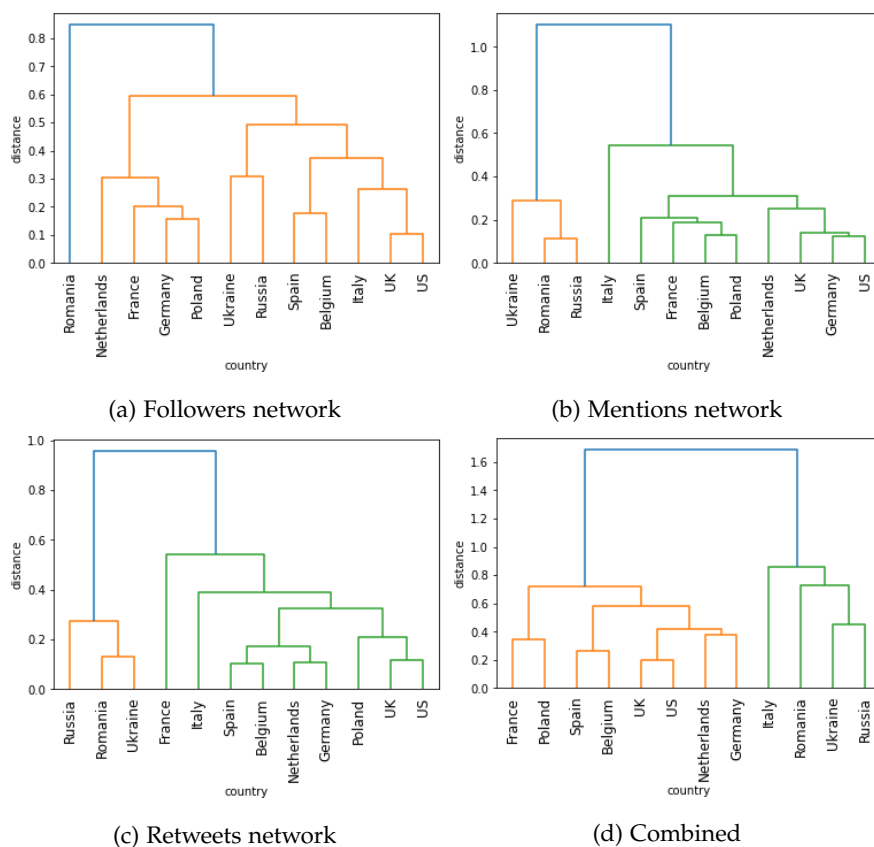 0.8
0.7
0.6
0.5
0.4
0.3
0.2
0.1
0.0
distance
Romania
Netherlands
France
Germany
Poland
Ukraine
Russia
Spain
Belgium
Italy
UK
US
country
(a) Followers network
1.0
0.8
0.6
0.4
0.2
0.0
distance
Ukraine
Romania
Russia
Italy
Spain
France
Belgium
Poland
Netherlands
UK
Germany
US
country
(b) Mentions network
1.0
0.8
0.6
0.4
0.2
0.0
distance
Russia
Romania
Ukraine
France
Italy
Spain
Belgium
Netherlands
Germany
Poland
UK
US
country
(c) Retweets network
1.6
1.4
1.2
1.0
0.8
0.6
0.4
0.2
0.0
distance
France
Poland
Spain
Belgium
UK
US
Netherlands
Germany
Italy
Romania
Ukraine
Russia
country
(d) Combined